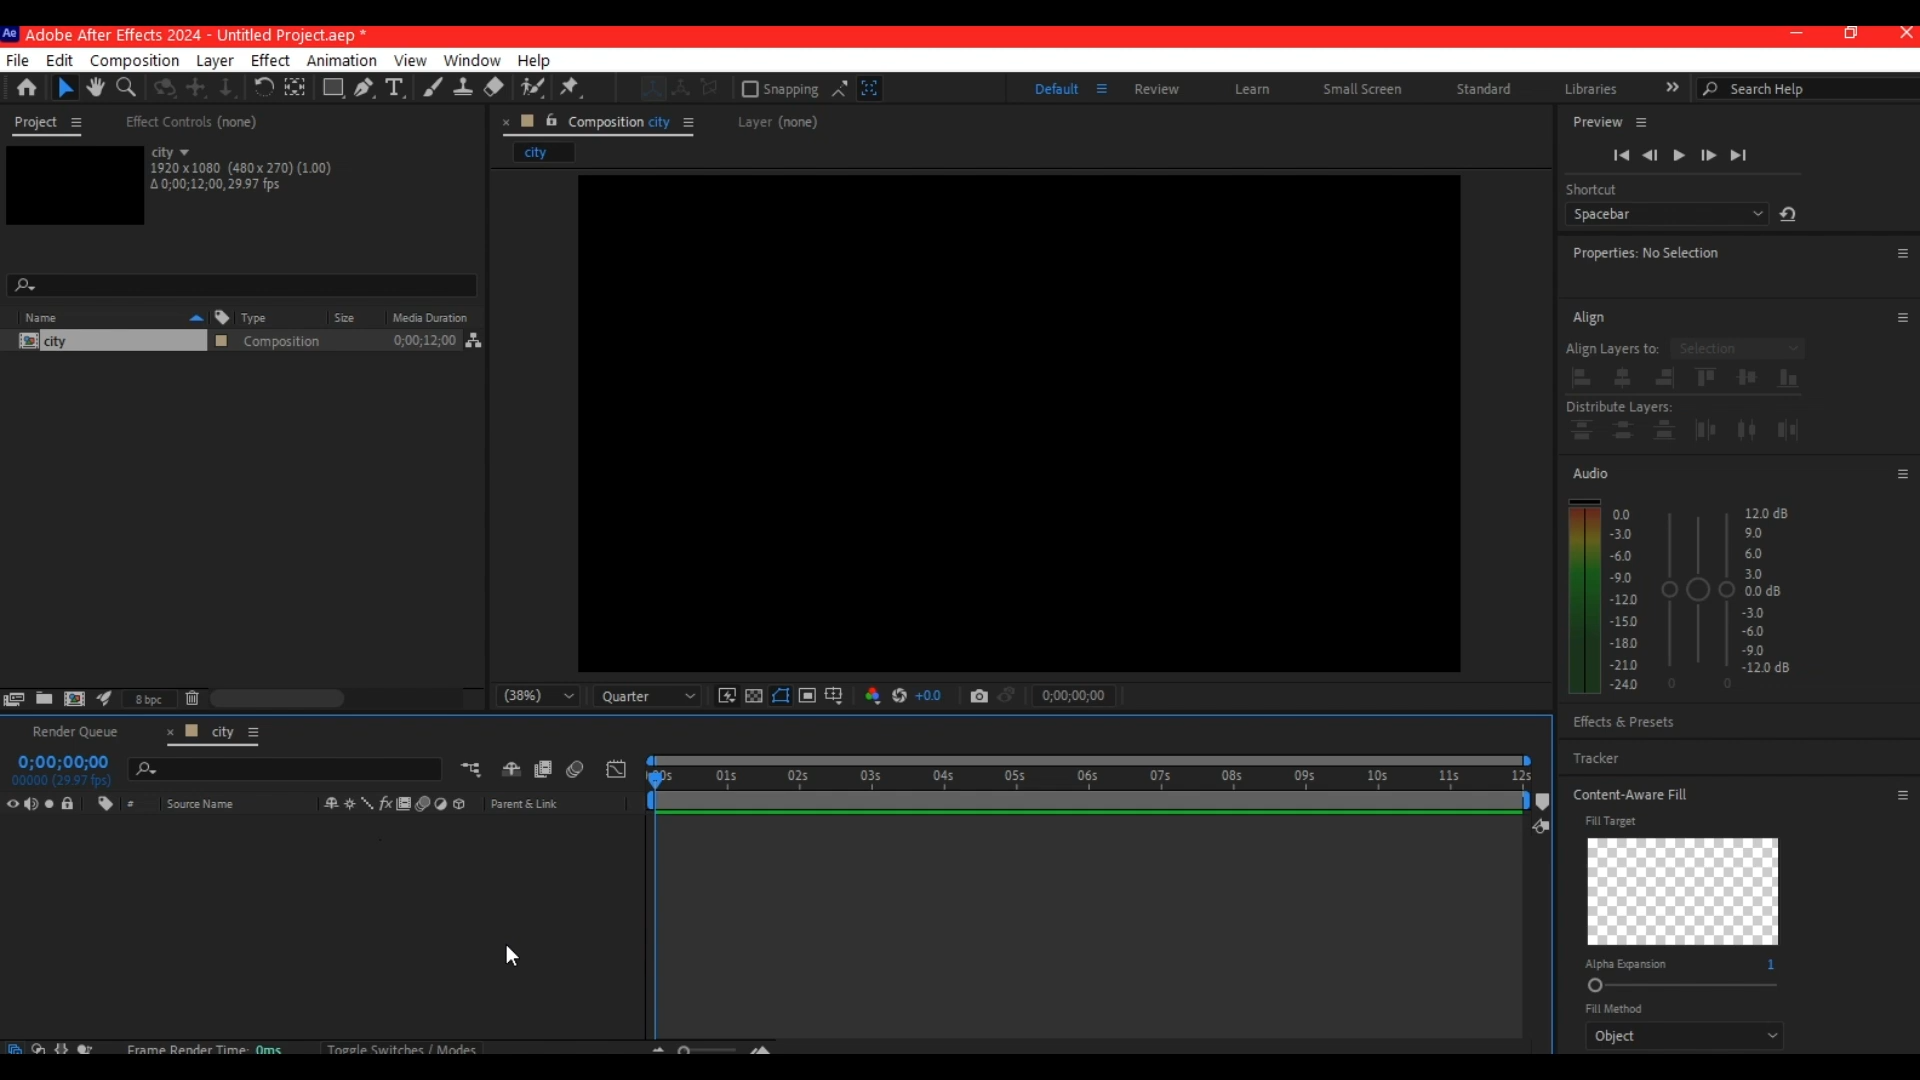 Ae Adobe After Effects 2024 - Untitled Project.aep *
File Edit Composition Layer Effect Animation View Window Help
Snapping Default Review Learn Small Screen Standard Libraries Search Help
Project Effect Controls (none)
city
1920 x 1080 (480 x 270) (1.00)
Δ 0;00;12;00, 29.97 fps
Name Type Size Media Duration
city Composition 0;00;12;00
8 bpc
Composition city Layer (none)
city
(38%) Quarter +0.0 0;00;00;00
Preview
Shortcut
Spacebar
Properties: No Selection
Align
Align Layers to: Selection
Distribute Layers:
Audio
0.0 12.0 dB
-3.0 9.0
-6.0 6.0
-9.0 3.0
-12.0 0.0 dB
-15.0 -3.0
-18.0 -6.0
-21.0 -9.0
-24.0 0 0 -12.0 dB
Effects & Presets
Tracker
Content-Aware Fill
Fill Target
Alpha Expansion 1
Fill Method
Object
Render Queue city
0;00;00;00
00000 (29.97 fps)
01s 02s 03s 04s 05s 06s 07s 08s 09s 10s 11s 12s
# Source Name Parent & Link
Frame Render Time: 0ms Toggle Switches / Modes